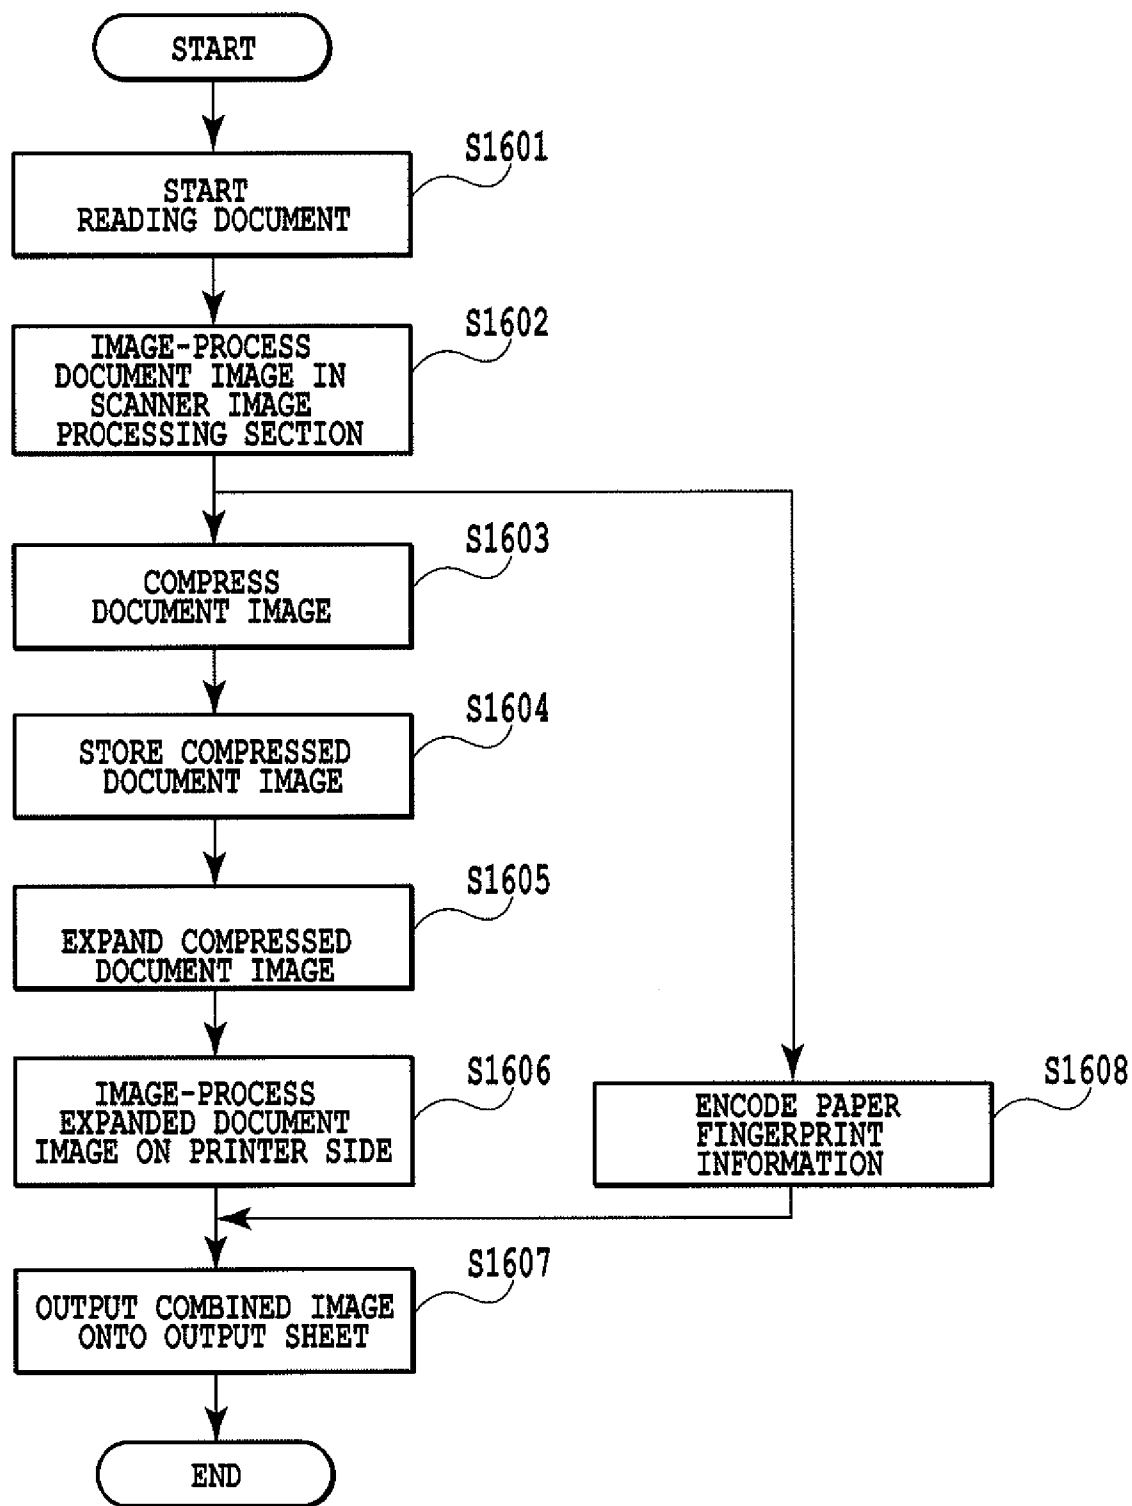 START
S1601
START
READING DOCUMENT
S1602
IMAGE-PROCESS
DOCUMENT IMAGE IN
SCANNER IMAGE
PROCESSING SECTION
S1603
COMPRESS
DOCUMENT IMAGE
S1604
STORE COMPRESSED
DOCUMENT IMAGE
S1605
EXPAND COMPRESSED
DOCUMENT IMAGE
S1606
IMAGE-PROCESS
EXPANDED DOCUMENT
IMAGE ON PRINTER SIDE
S1608
ENCODE PAPER
FINGERPRINT
INFORMATION
S1607
OUTPUT COMBINED IMAGE
ONTO OUTPUT SHEET
END